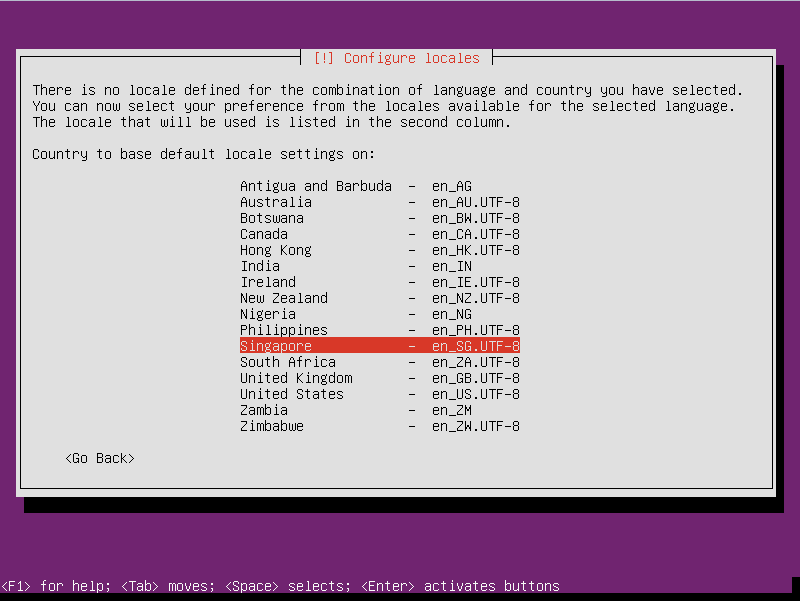 [!] Configure locales
There is no locale defined for the combination of language and country you have selected.
You can now select your preference from the locales available for the selected language.
The locale that will be used is listed in the second column.
Country to base default locale settings on:
Antigua and Barbuda - en_AG
Australia - en_AU.UTF-8
Botswana - en_BW.UTF-8
Canada - en_CA.UTF-8
Hong Kong - en_HK.UTF-8
India - en_IN
Ireland - en_IE.UTF-8
New Zealand - en_NZ.UTF-8
Nigeria - en_NG
Philippines - en_PH.UTF-8
Singapore - en_SG.UTF-8
South Africa - en_ZA.UTF-8
United Kingdom - en_GB.UTF-8
United States - en_US.UTF-8
Zambia - en_ZM
Zimbabwe - en_ZW.UTF-8
<Go Back>
<F1> for help; <Tab> moves; <Space> selects; <Enter> activates buttons